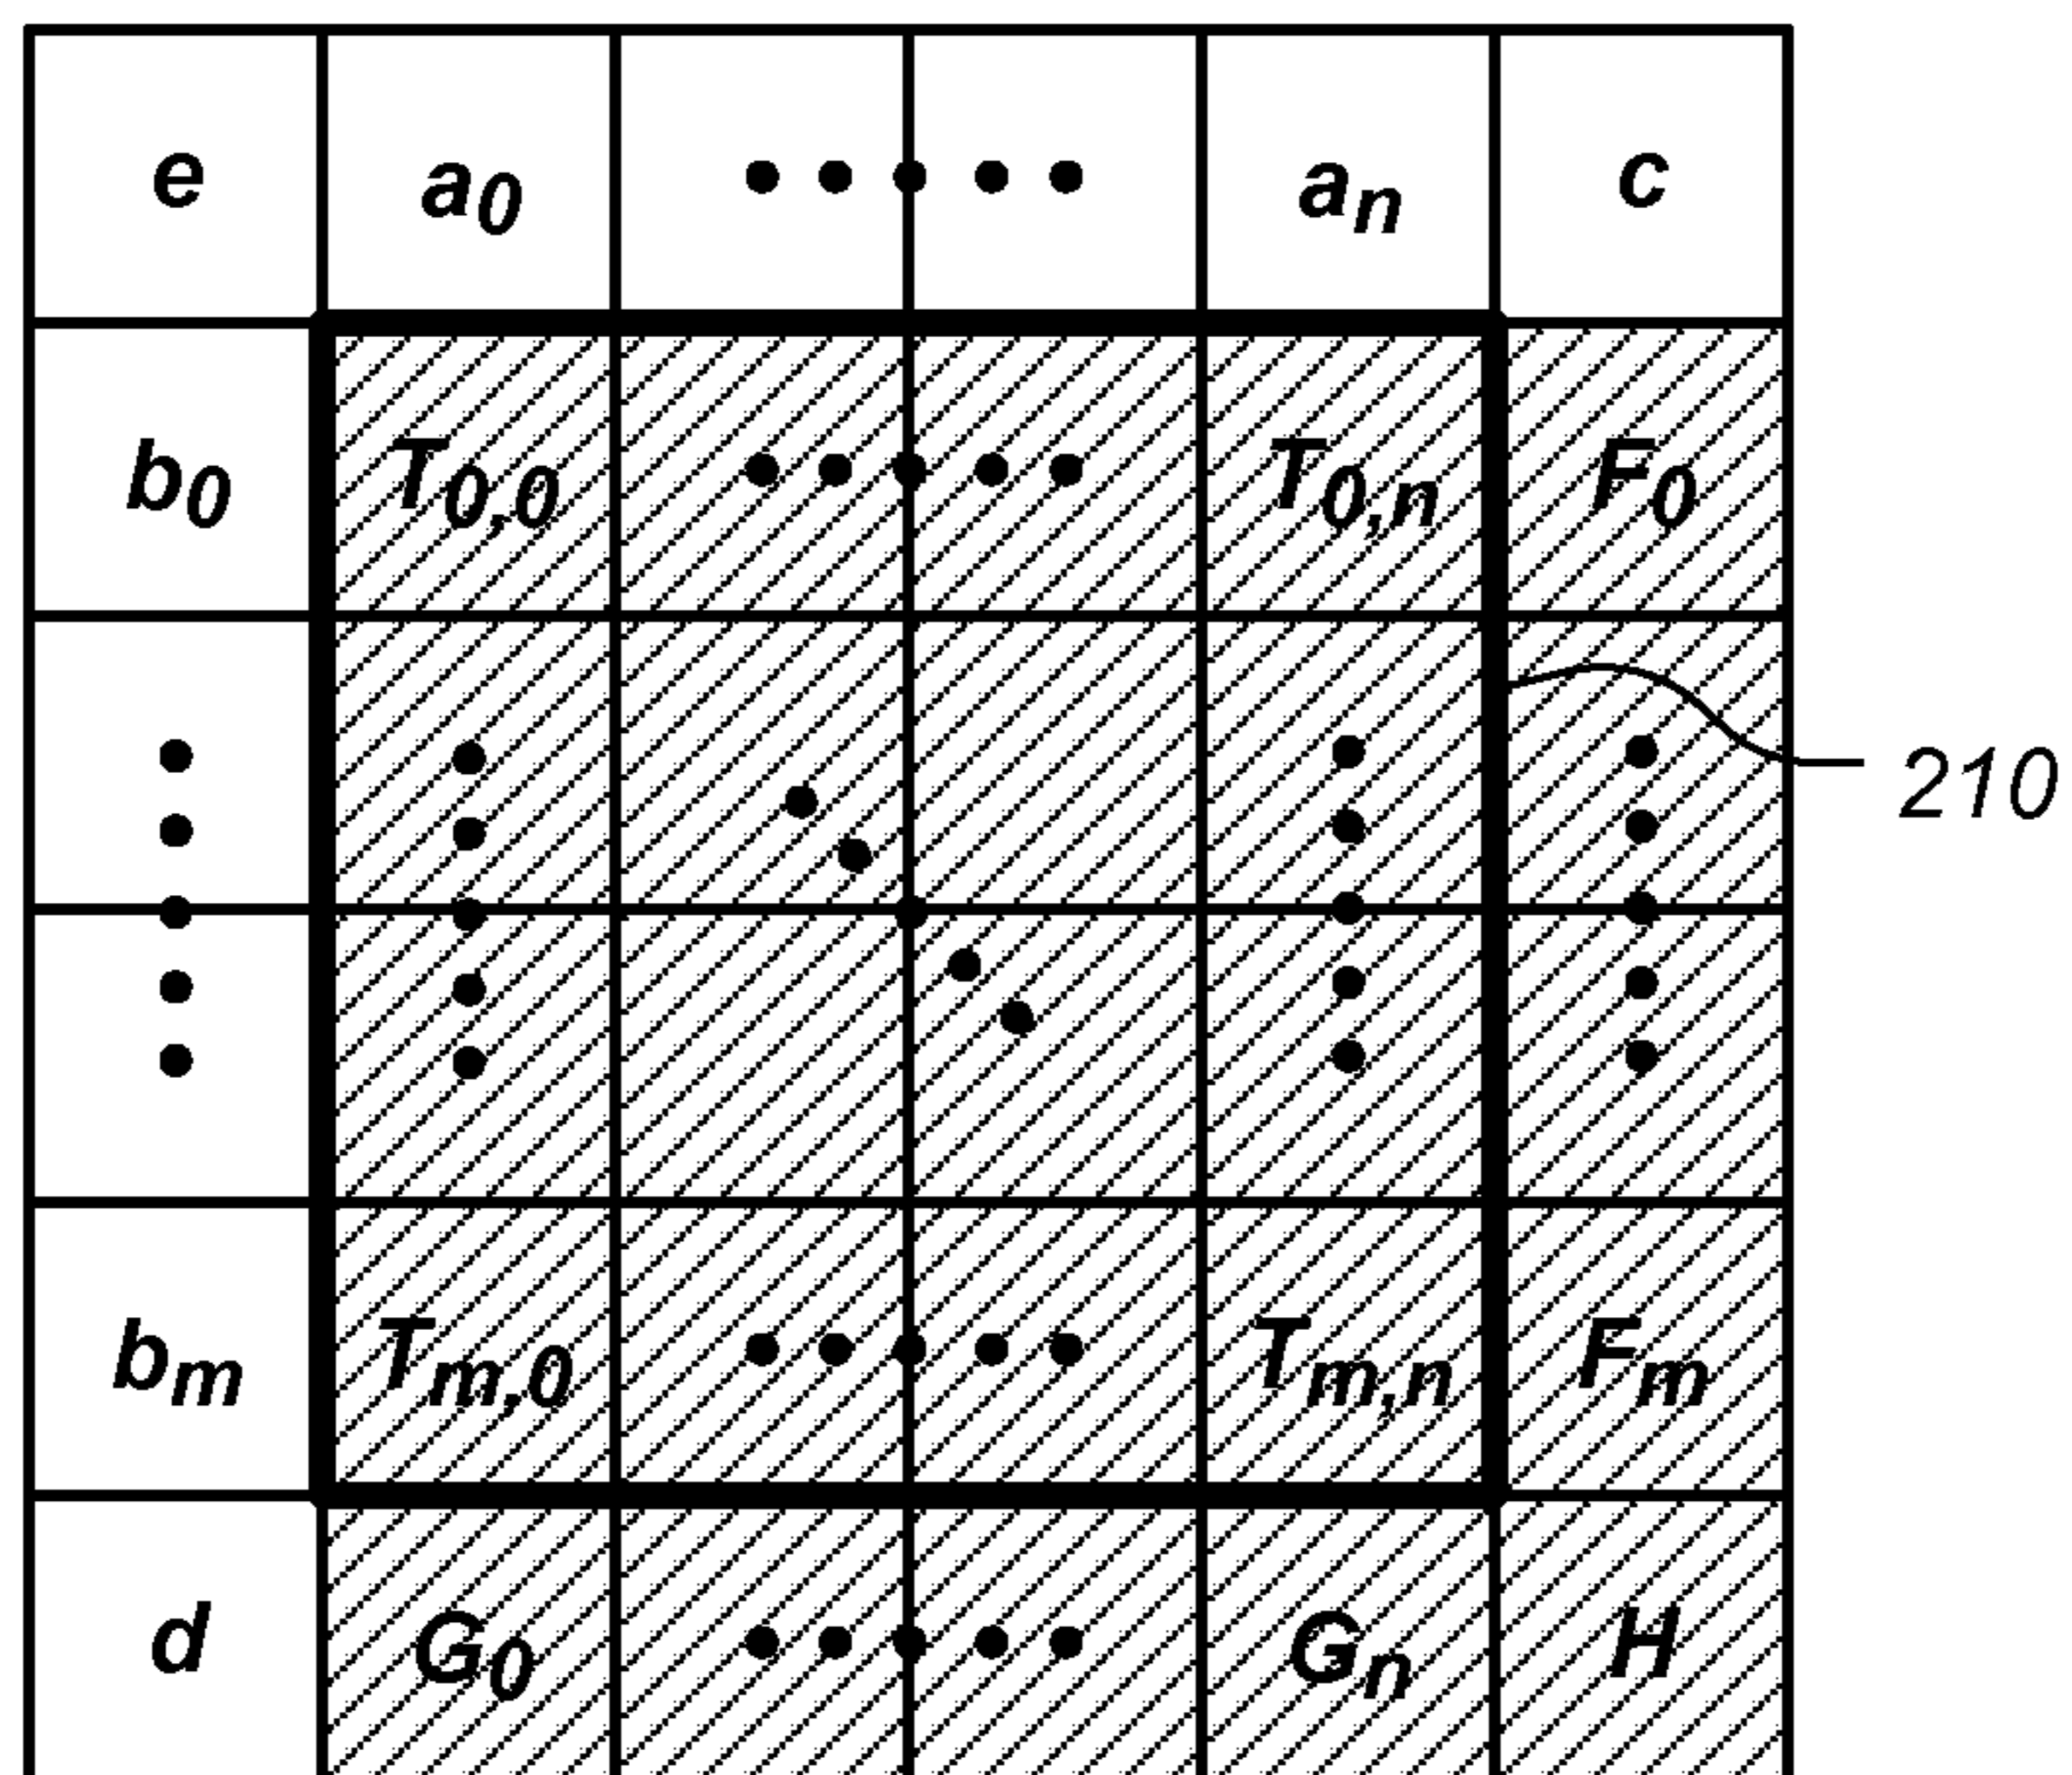 e a0 ••••• an c
b0 T0,0 ••••• T0,n F0
210
bm Tm,0 ••••• Tm,n Fm
d G0 ••••• Gn H